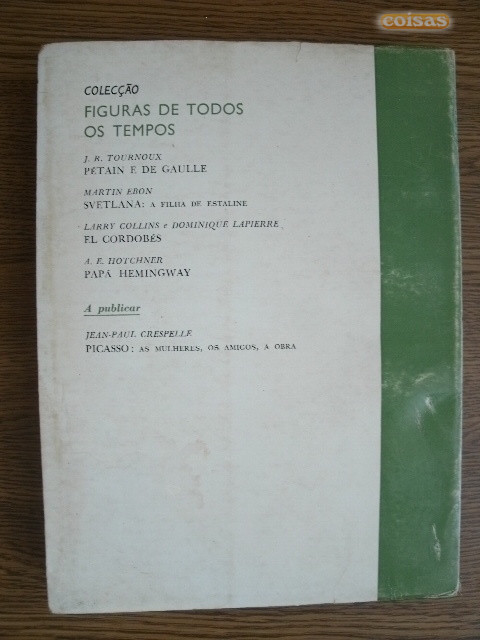 coisas
COLECÇÃO
FIGURAS DE TODOS
OS TEMPOS
J. R. TOURNOUX
PÉTAIN E DE GAULLE
MARTIN EBON
SVETLANA: A FILHA DE ESTALINE
LARRY COLLINS e DOMINIQUE LAPIERRE
EL CORDOBÉS
A. E. HOTCHNER
PAPÁ HEMINGWAY
A publicar
JEAN-PAUL CRESPELLE
PICASSO: AS MULHERES, OS AMIGOS, A OBRA